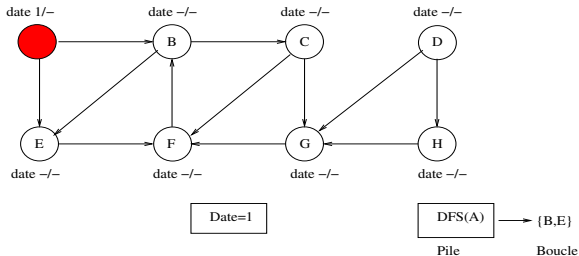 date 1/− date −/− date −/− date −/−
B C D
E F G H
date −/− date −/− date −/− date −/−
Date=1 DFS(A) {B,E}
Pile Boucle